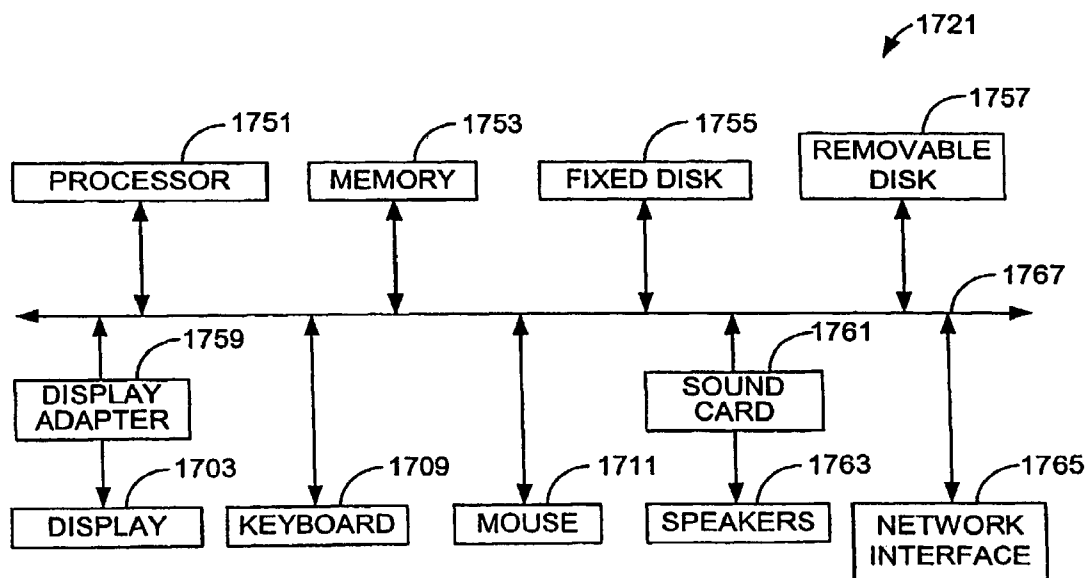 1721
1751
1753
1755
1757
PROCESSOR
MEMORY
FIXED DISK
REMOVABLE
DISK
1767
1759
1761
DISPLAY
ADAPTER
SOUND
CARD
1703
1709
1711
1763
1765
DISPLAY
KEYBOARD
MOUSE
SPEAKERS
NETWORK
INTERFACE